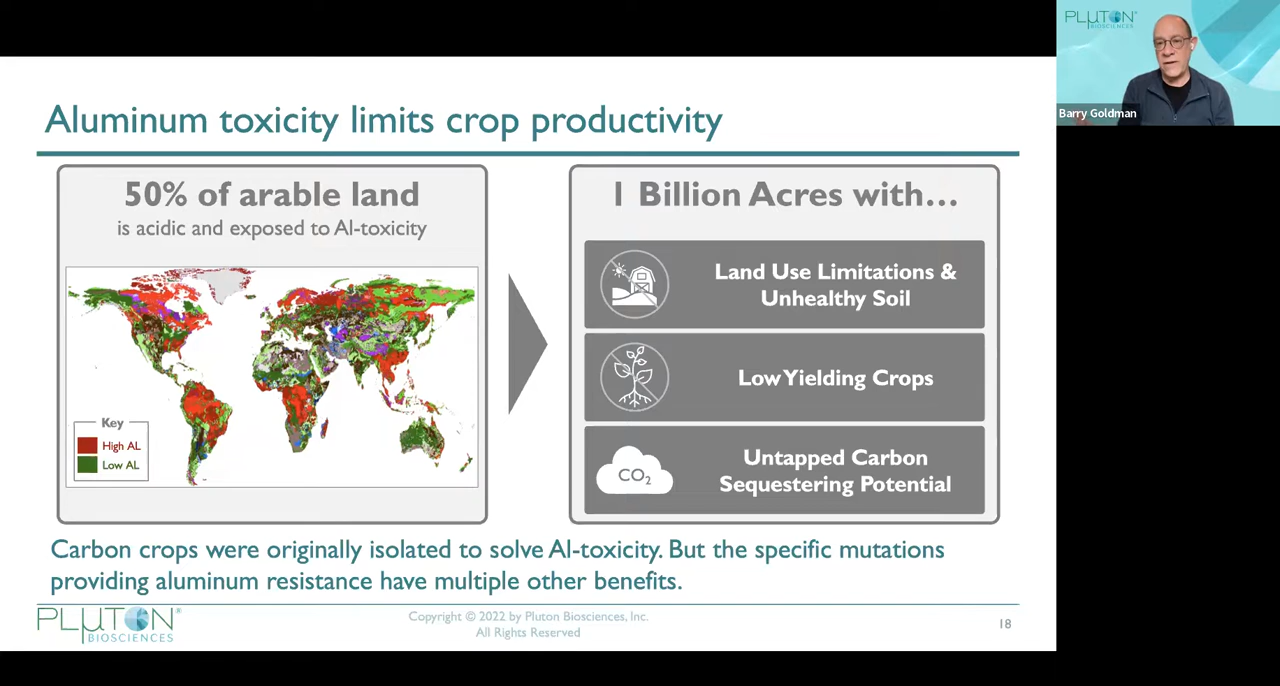 PLμTON®
BIOSCIENCES
Barry Goldman
Aluminum toxicity limits crop productivity
50% of arable land
is acidic and exposed to Al-toxicity
Key
High AL
Low AL
1 Billion Acres with…
Land Use Limitations &
Unhealthy Soil
Low Yielding Crops
CO₂
Untapped Carbon
Sequestering Potential
Carbon crops were originally isolated to solve Al-toxicity. But the specific mutations
providing aluminum resistance have multiple other benefits.
PLμTON®
BIOSCIENCES
Copyright © 2022 by Pluton Biosciences, Inc.
All Rights Reserved
18